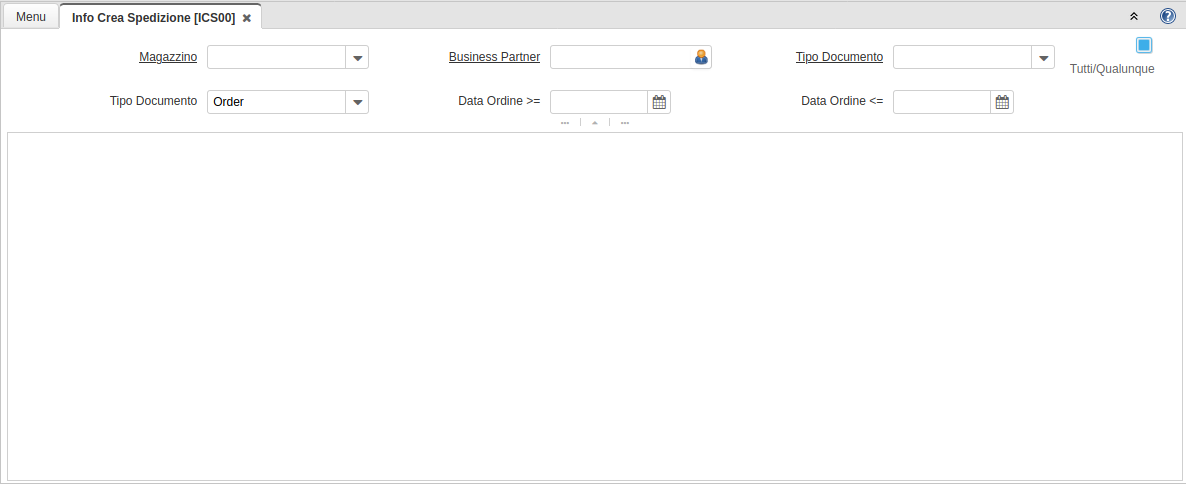 Menu
Info Crea Spedizione [ICS00]
Magazzino
Business Partner
Tipo Documento
Tutti/Qualunque
Tipo Documento
Order
Data Ordine >=
Data Ordine <=